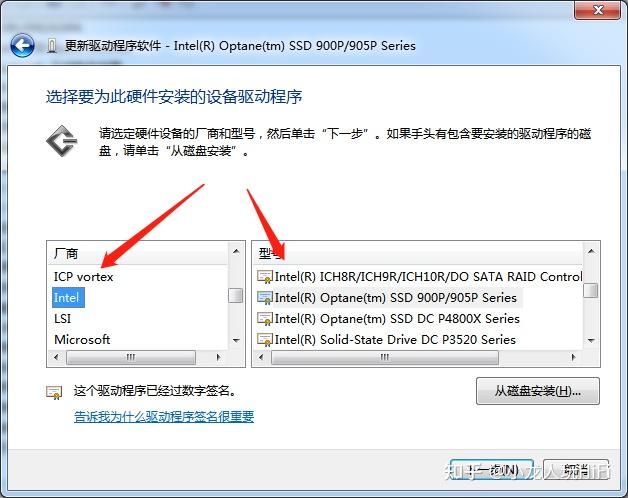 更新驱动程序软件 - Intel(R) Optane(tm) SSD 900P/905P Series
选择要为此硬件安装的设备驱动程序
请选定硬件设备的厂商和型号，然后单击“下一步”。如果手头有包含要安装的驱动程序的磁
盘，请单击“从磁盘安装”。
厂商
ICP vortex
Intel
LSI
Microsoft
型号
Intel(R) ICH8R/ICH9R/ICH10R/DO SATA RAID Control
Intel(R) Optane(tm) SSD 900P/905P Series
Intel(R) Optane(tm) SSD DC P4800X Series
Intel(R) Solid-State Drive DC P3520 Series
这个驱动程序已经过数字签名。
告诉我为什么驱动程序签名很重要
从磁盘安装(H)...
下一步(N)
取消
知乎 @小龙人玩HiFi